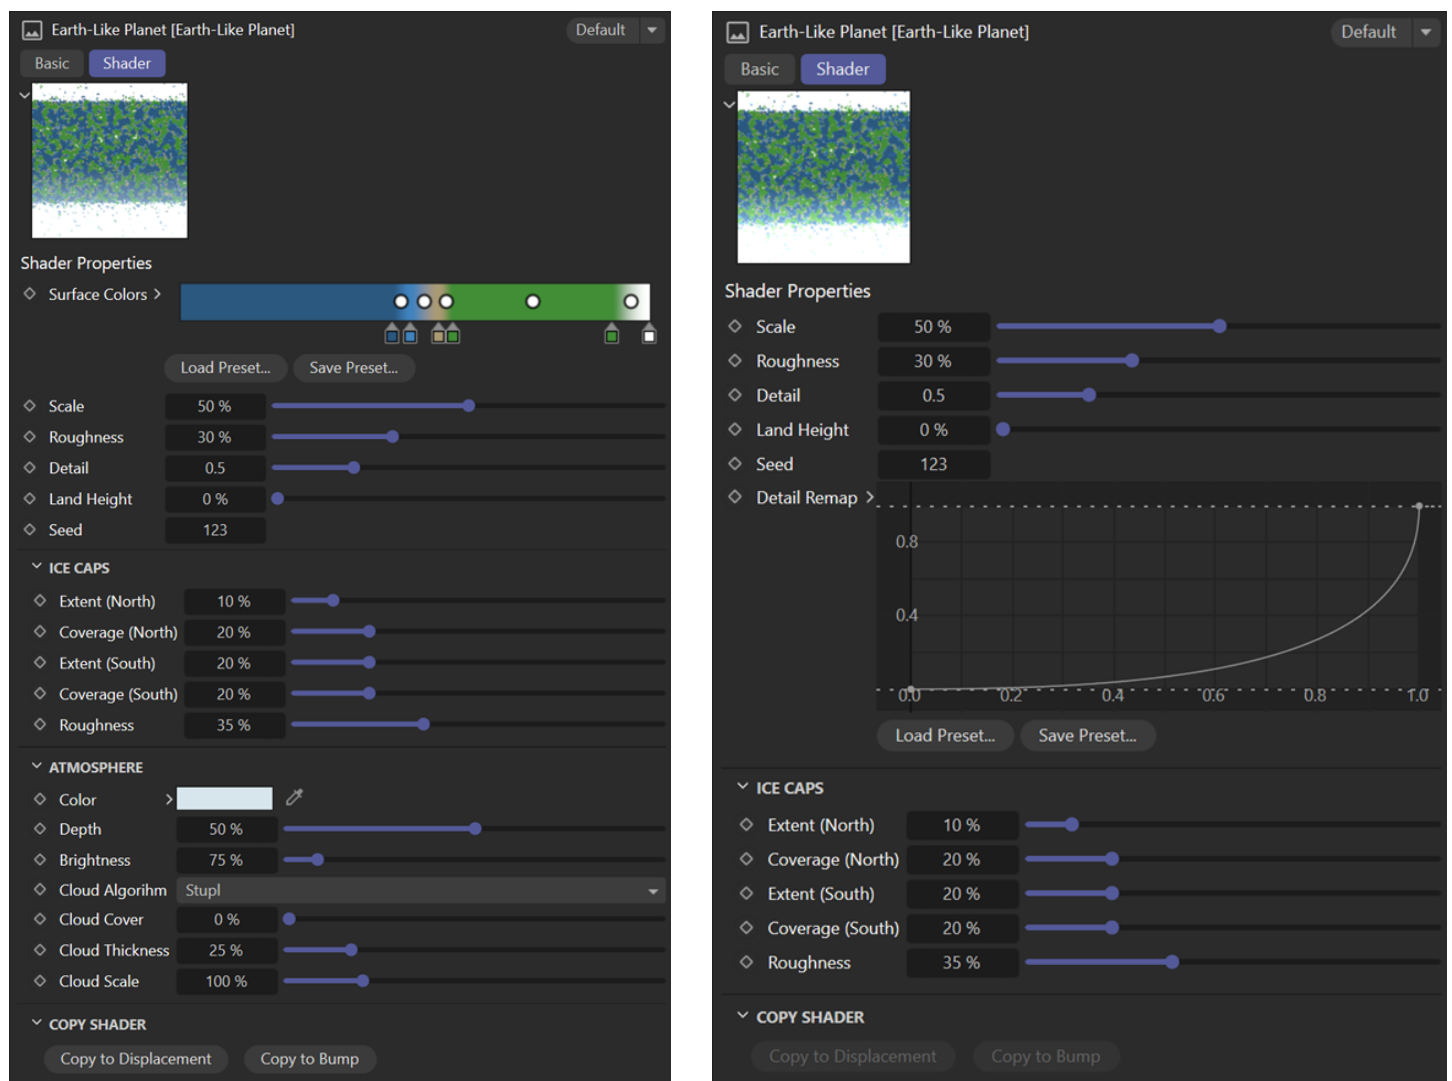 Earth-Like Planet [Earth-Like Planet] Default
Basic Shader
Shader Properties
Surface Colors
Load Preset... Save Preset...
Scale 50 %
Roughness 30 %
Detail 0.5
Land Height 0 %
Seed 123
ICE CAPS
Extent (North) 10 %
Coverage (North) 20 %
Extent (South) 20 %
Coverage (South) 20 %
Roughness 35 %
ATMOSPHERE
Color
Depth 50 %
Brightness 75 %
Cloud Algorihm Stupl
Cloud Cover 0 %
Cloud Thickness 25 %
Cloud Scale 100 %
COPY SHADER
Copy to Displacement Copy to Bump
Earth-Like Planet [Earth-Like Planet] Default
Basic Shader
Shader Properties
Scale 50 %
Roughness 30 %
Detail 0.5
Land Height 0 %
Seed 123
Detail Remap
0.8
0.4
0.0 0.2 0.4 0.6 0.8 1.0
Load Preset... Save Preset...
ICE CAPS
Extent (North) 10 %
Coverage (North) 20 %
Extent (South) 20 %
Coverage (South) 20 %
Roughness 35 %
COPY SHADER
Copy to Displacement Copy to Bump